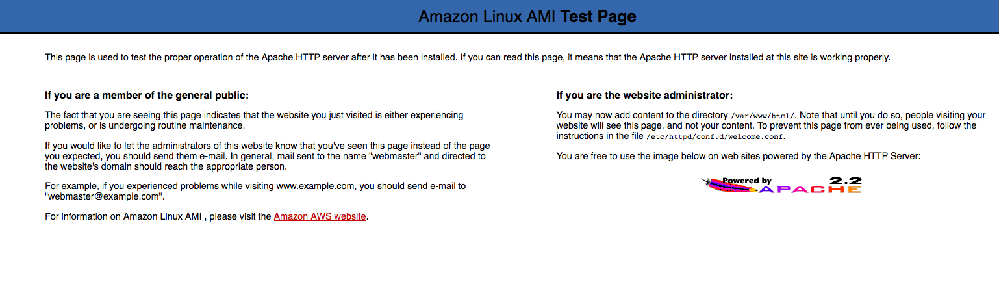 Amazon Linux AMI Test Page
This page is used to test the proper operation of the Apache HTTP server after it has been installed. If you can read this page, it means that the Apache HTTP server installed at this site is working properly.
If you are a member of the general public:
The fact that you are seeing this page indicates that the website you just visited is either experiencing
problems, or is undergoing routine maintenance.
If you would like to let the administrators of this website know that you've seen this page instead of the page
you expected, you should send them e-mail. In general, mail sent to the name "webmaster" and directed to
the website's domain should reach the appropriate person.
For example, if you experienced problems while visiting www.example.com, you should send e-mail to
"webmaster@example.com".
For information on Amazon Linux AMI , please visit the Amazon AWS website.
If you are the website administrator:
You may now add content to the directory /var/www/html/. Note that until you do so, people visiting your
website will see this page, and not your content. To prevent this page from ever being used, follow the
instructions in the file /etc/httpd/conf.d/welcome.conf.
You are free to use the image below on web sites powered by the Apache HTTP Server:
Powered by 2.2
APACHE